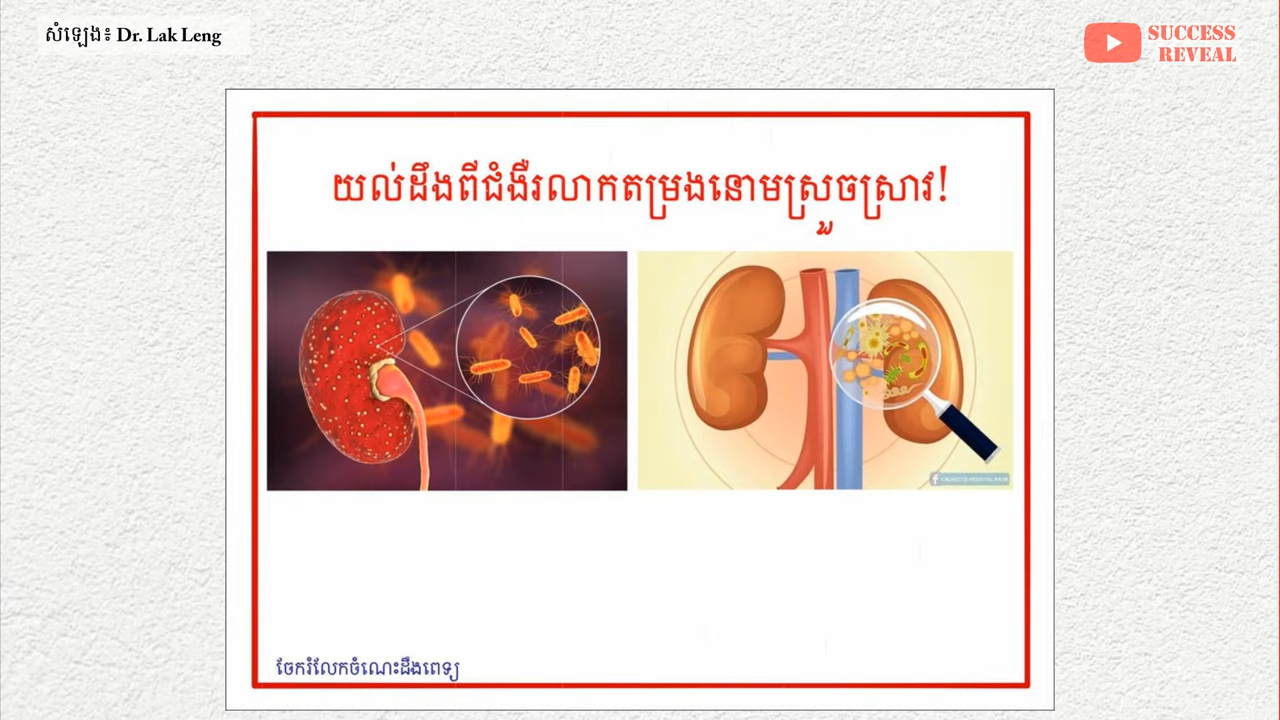 សំឡេង៖ Dr. Lak Leng
SUCCESS
REVEAL
យល់ដឹងពីជំងឺរលាកតម្រងនោមស្រួចស្រាវ!
ចែករំលែកចំណេះដឹងពេទ្យ